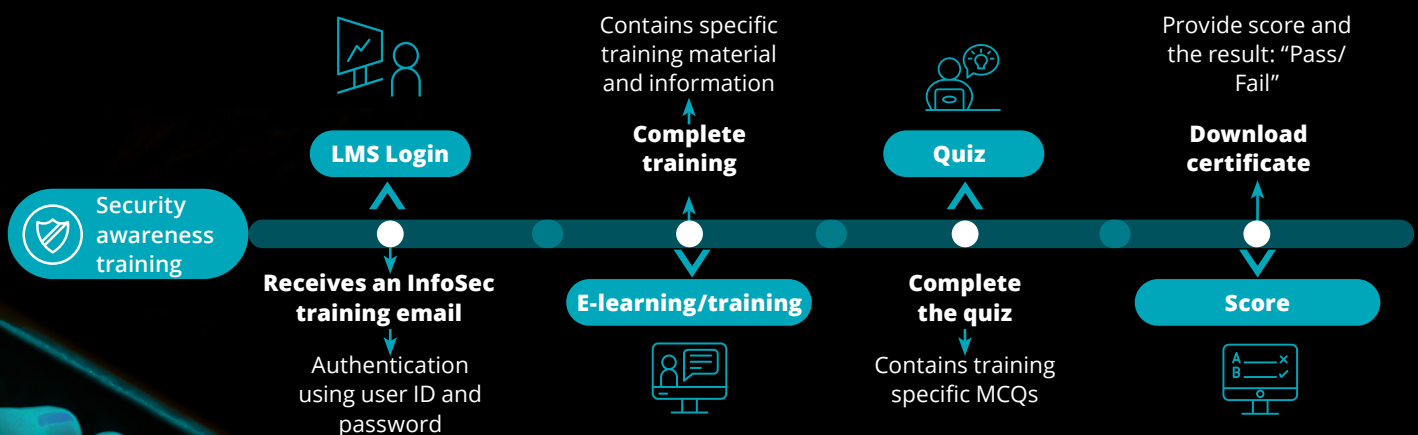 Security
awareness
training
LMS Login
Receives an InfoSec
training email
Authentication
using user ID and
password
Contains specific
training material
and information
Complete
training
E-learning/training
Quiz
Complete
the quiz
Contains training
specific MCQs
Provide score and
the result: “Pass/
Fail”
Download
certificate
Score
A
B